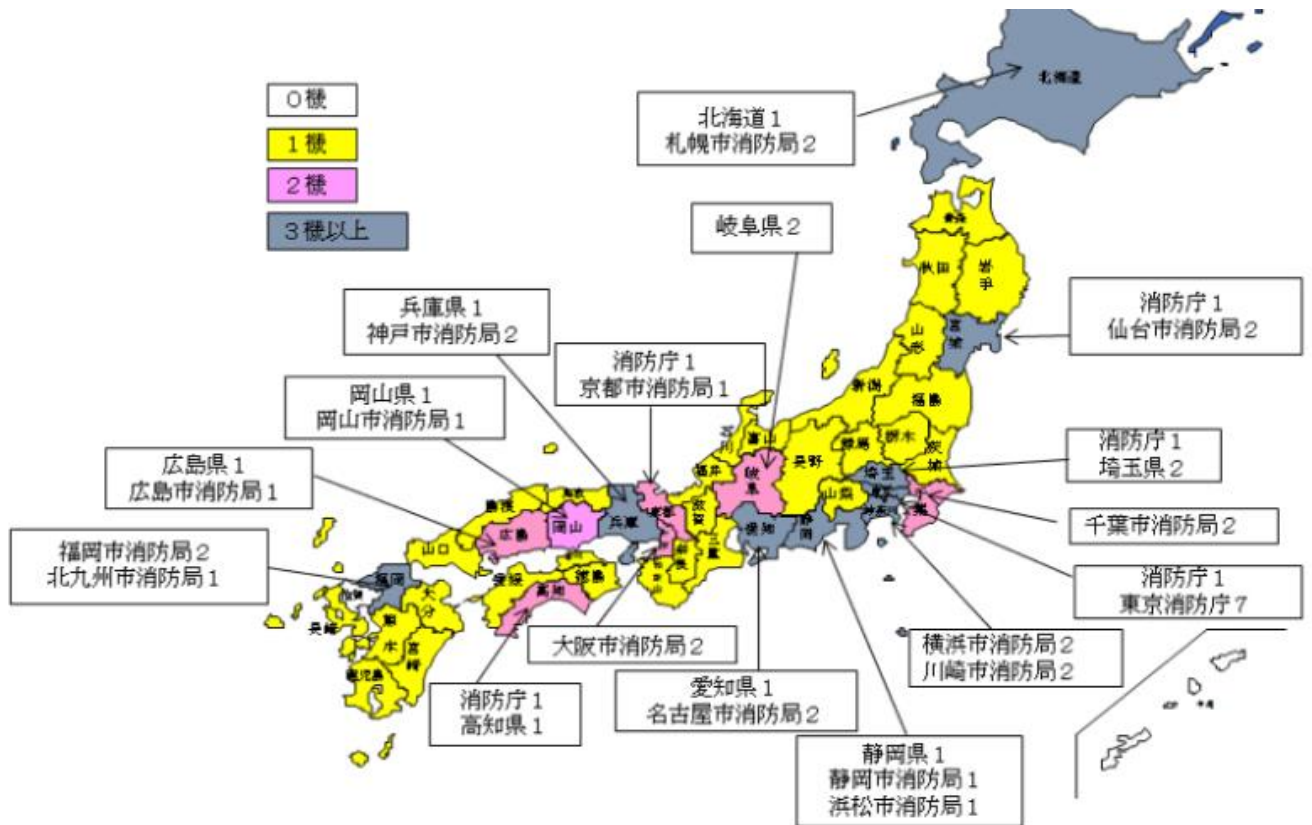 ０機
１機
２機
３機以上
北海道１
札幌市消防局２
北海道
岐阜県２
兵庫県１
神戸市消防局２
消防庁１
仙台市消防局２
消防庁１
京都市消防局１
岡山県１
岡山市消防局１
広島県１
広島市消防局１
消防庁１
埼玉県２
千葉市消防局２
福岡市消防局２
北九州市消防局１
消防庁１
東京消防庁７
大阪市消防局２
横浜市消防局２
川崎市消防局２
消防庁１
高知県１
愛知県１
名古屋市消防局２
静岡県１
静岡市消防局１
浜松市消防局１
青森
秋田
岩手
山形
宮城
新潟
福島
富山
群馬
栃木
茨城
長野
福井
岐阜
埼玉
山梨
神奈川
愛知
静岡
滋賀
三重
京都
兵庫
鳥取
島根
岡山
広島
山口
愛媛
徳島
高知
福岡
大分
長崎
熊本
宮崎
鹿児島